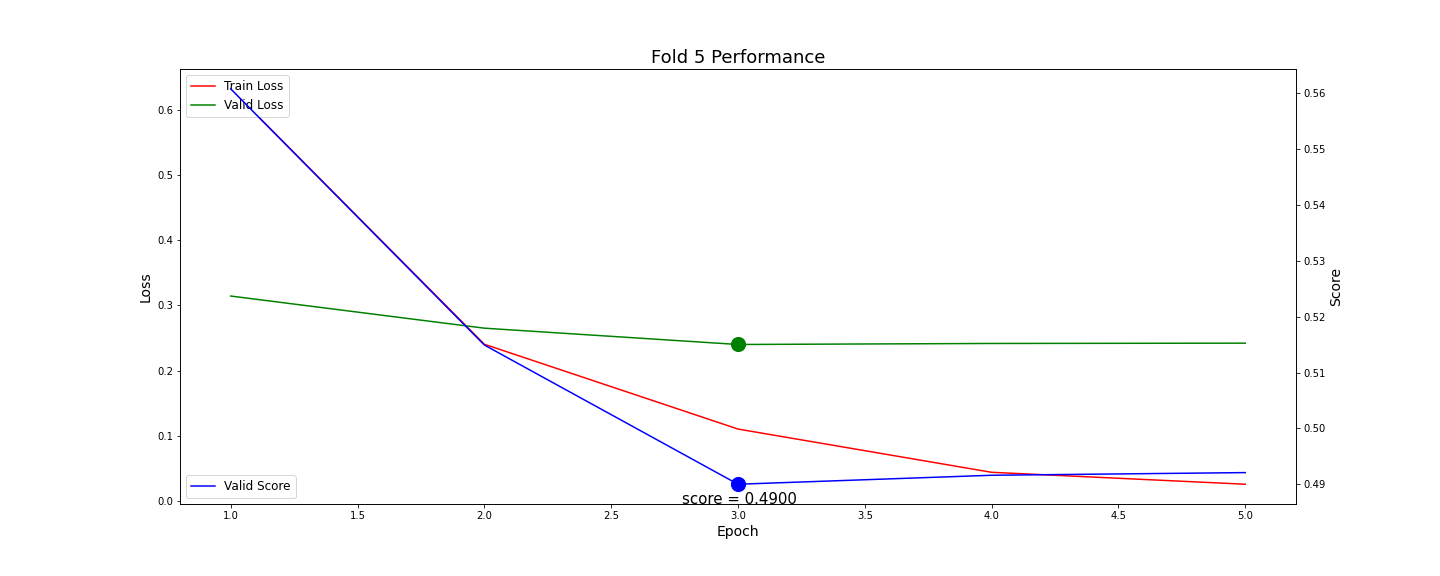 Fold 5 Performance
Train Loss
Valid Loss
Valid Score
score = 0.4900
Loss
0.6
0.5
0.4
0.3
0.2
0.1
0.0
Score
0.56
0.55
0.54
0.53
0.52
0.51
0.50
0.49
1.0 1.5 2.0 2.5 3.0 3.5 4.0 4.5 5.0
Epoch